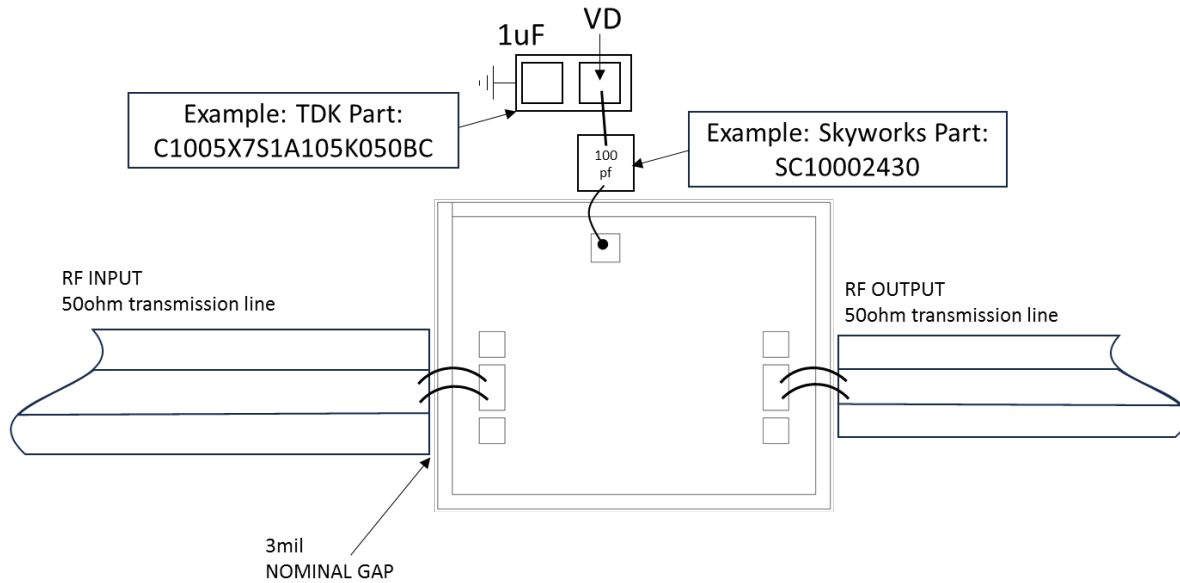 1uF
VD
Example: TDK Part:
C1005X7S1A105K050BC
100
pf
Example: Skyworks Part:
SC10002430
RF INPUT
50ohm transmission line
RF OUTPUT
50ohm transmission line
3mil
NOMINAL GAP